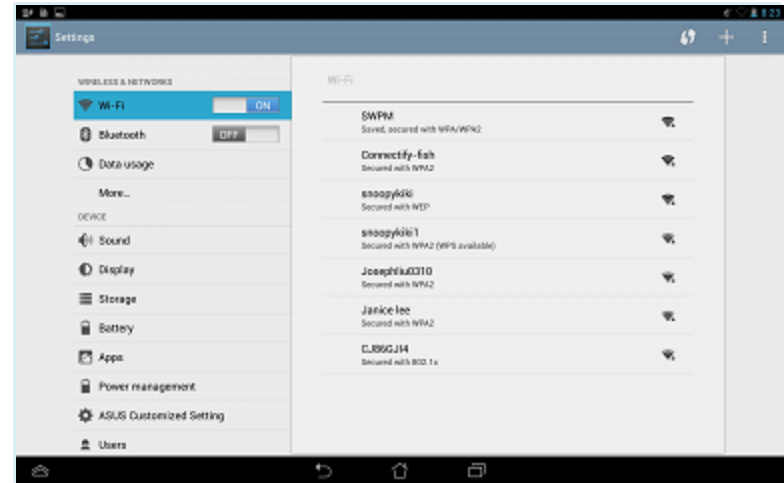 8:23
Settings
WIRELESS & NETWORKS
Wi-Fi ON
Bluetooth OFF
Data usage
More...
DEVICE
Sound
Display
Storage
Battery
Apps
Power management
ASUS Customized Setting
Users
Wi-Fi
SWPM
Saved, secured with WPA/WPA2
Connectify-fish
Secured with WPA2
snoopykiki
Secured with WEP
snoopykiki1
Secured with WPA2 (WPS available)
Josephliu0310
Secured with WPA2
Janice lee
Secured with WPA2
CJ86GJ14
Secured with 802.1x